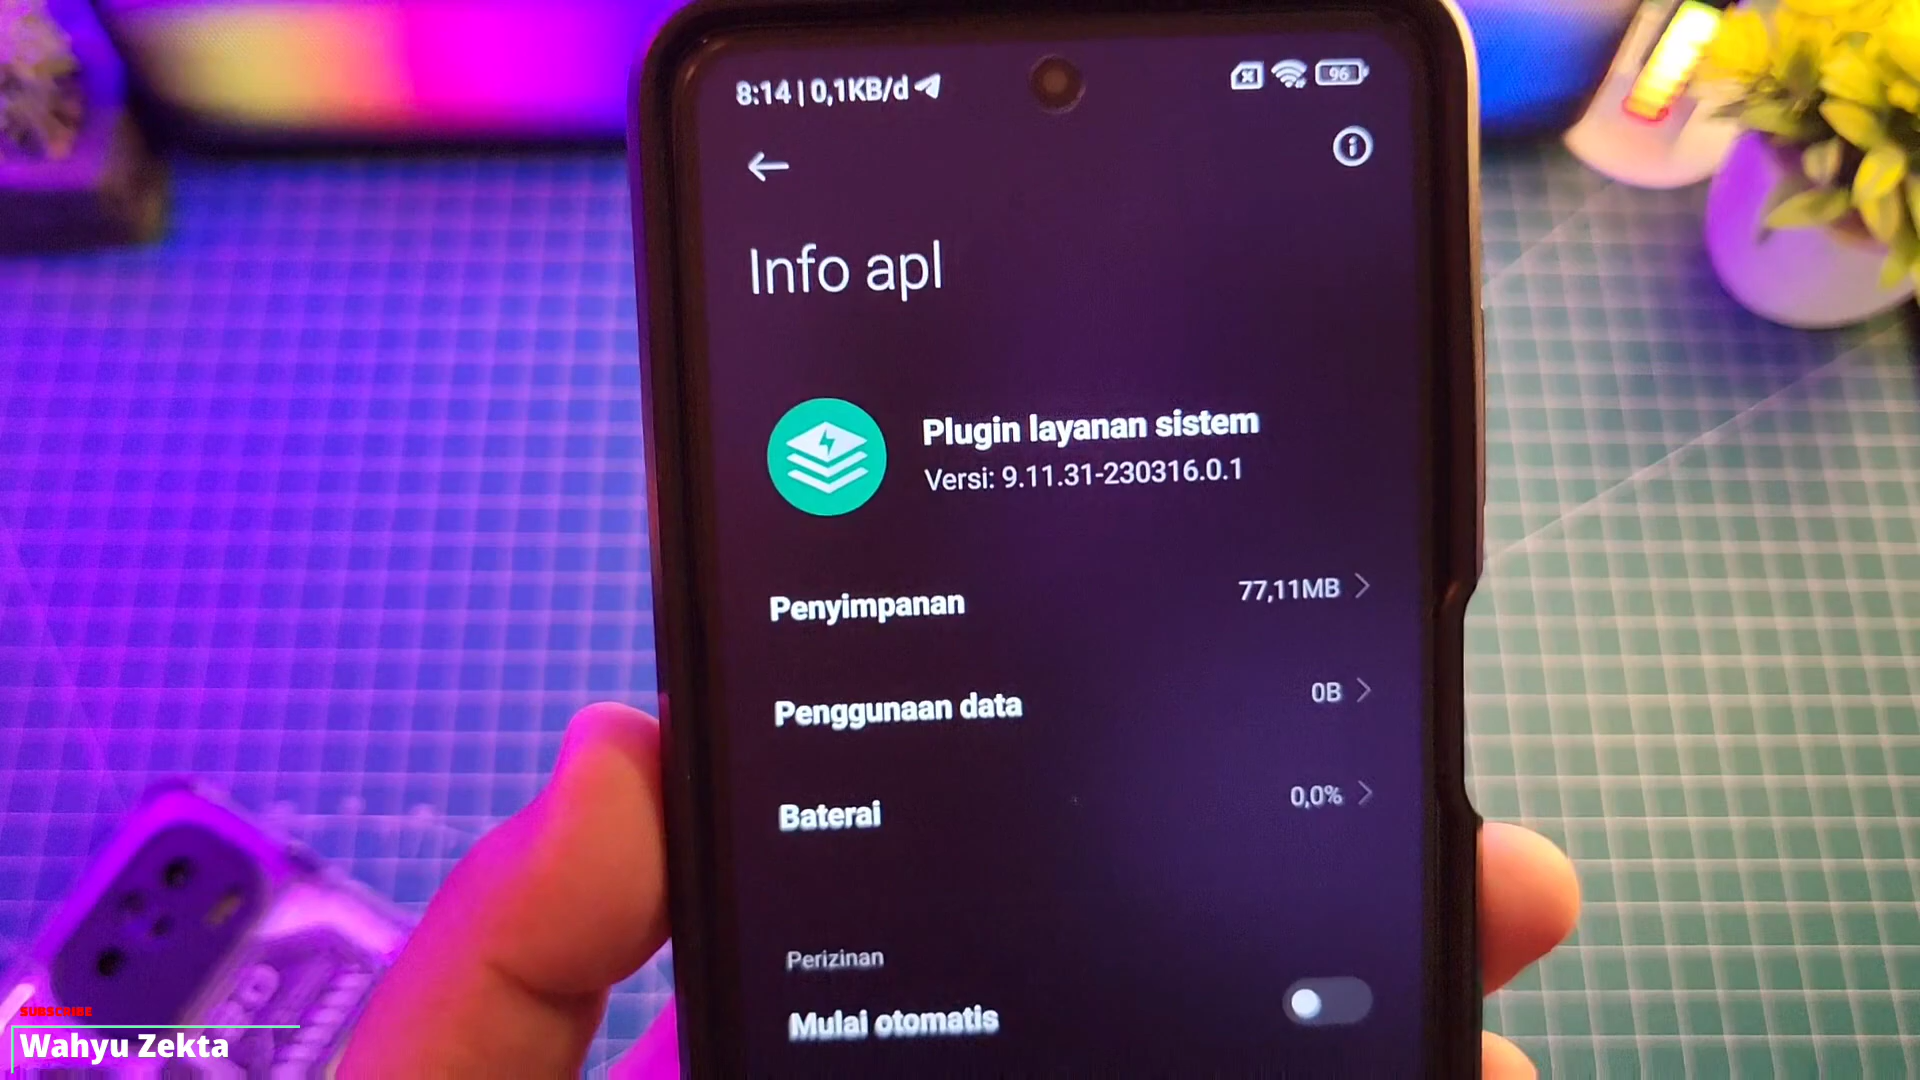 8:14 | 0,1KB/d
96
Info apl
Plugin layanan sistem
Versi: 9.11.31-230316.0.1
Penyimpanan
77,11MB
Penggunaan data
0B
Baterai
0,0%
Perizinan
Mulai otomatis
SUBSCRIBE
Wahyu Zekta